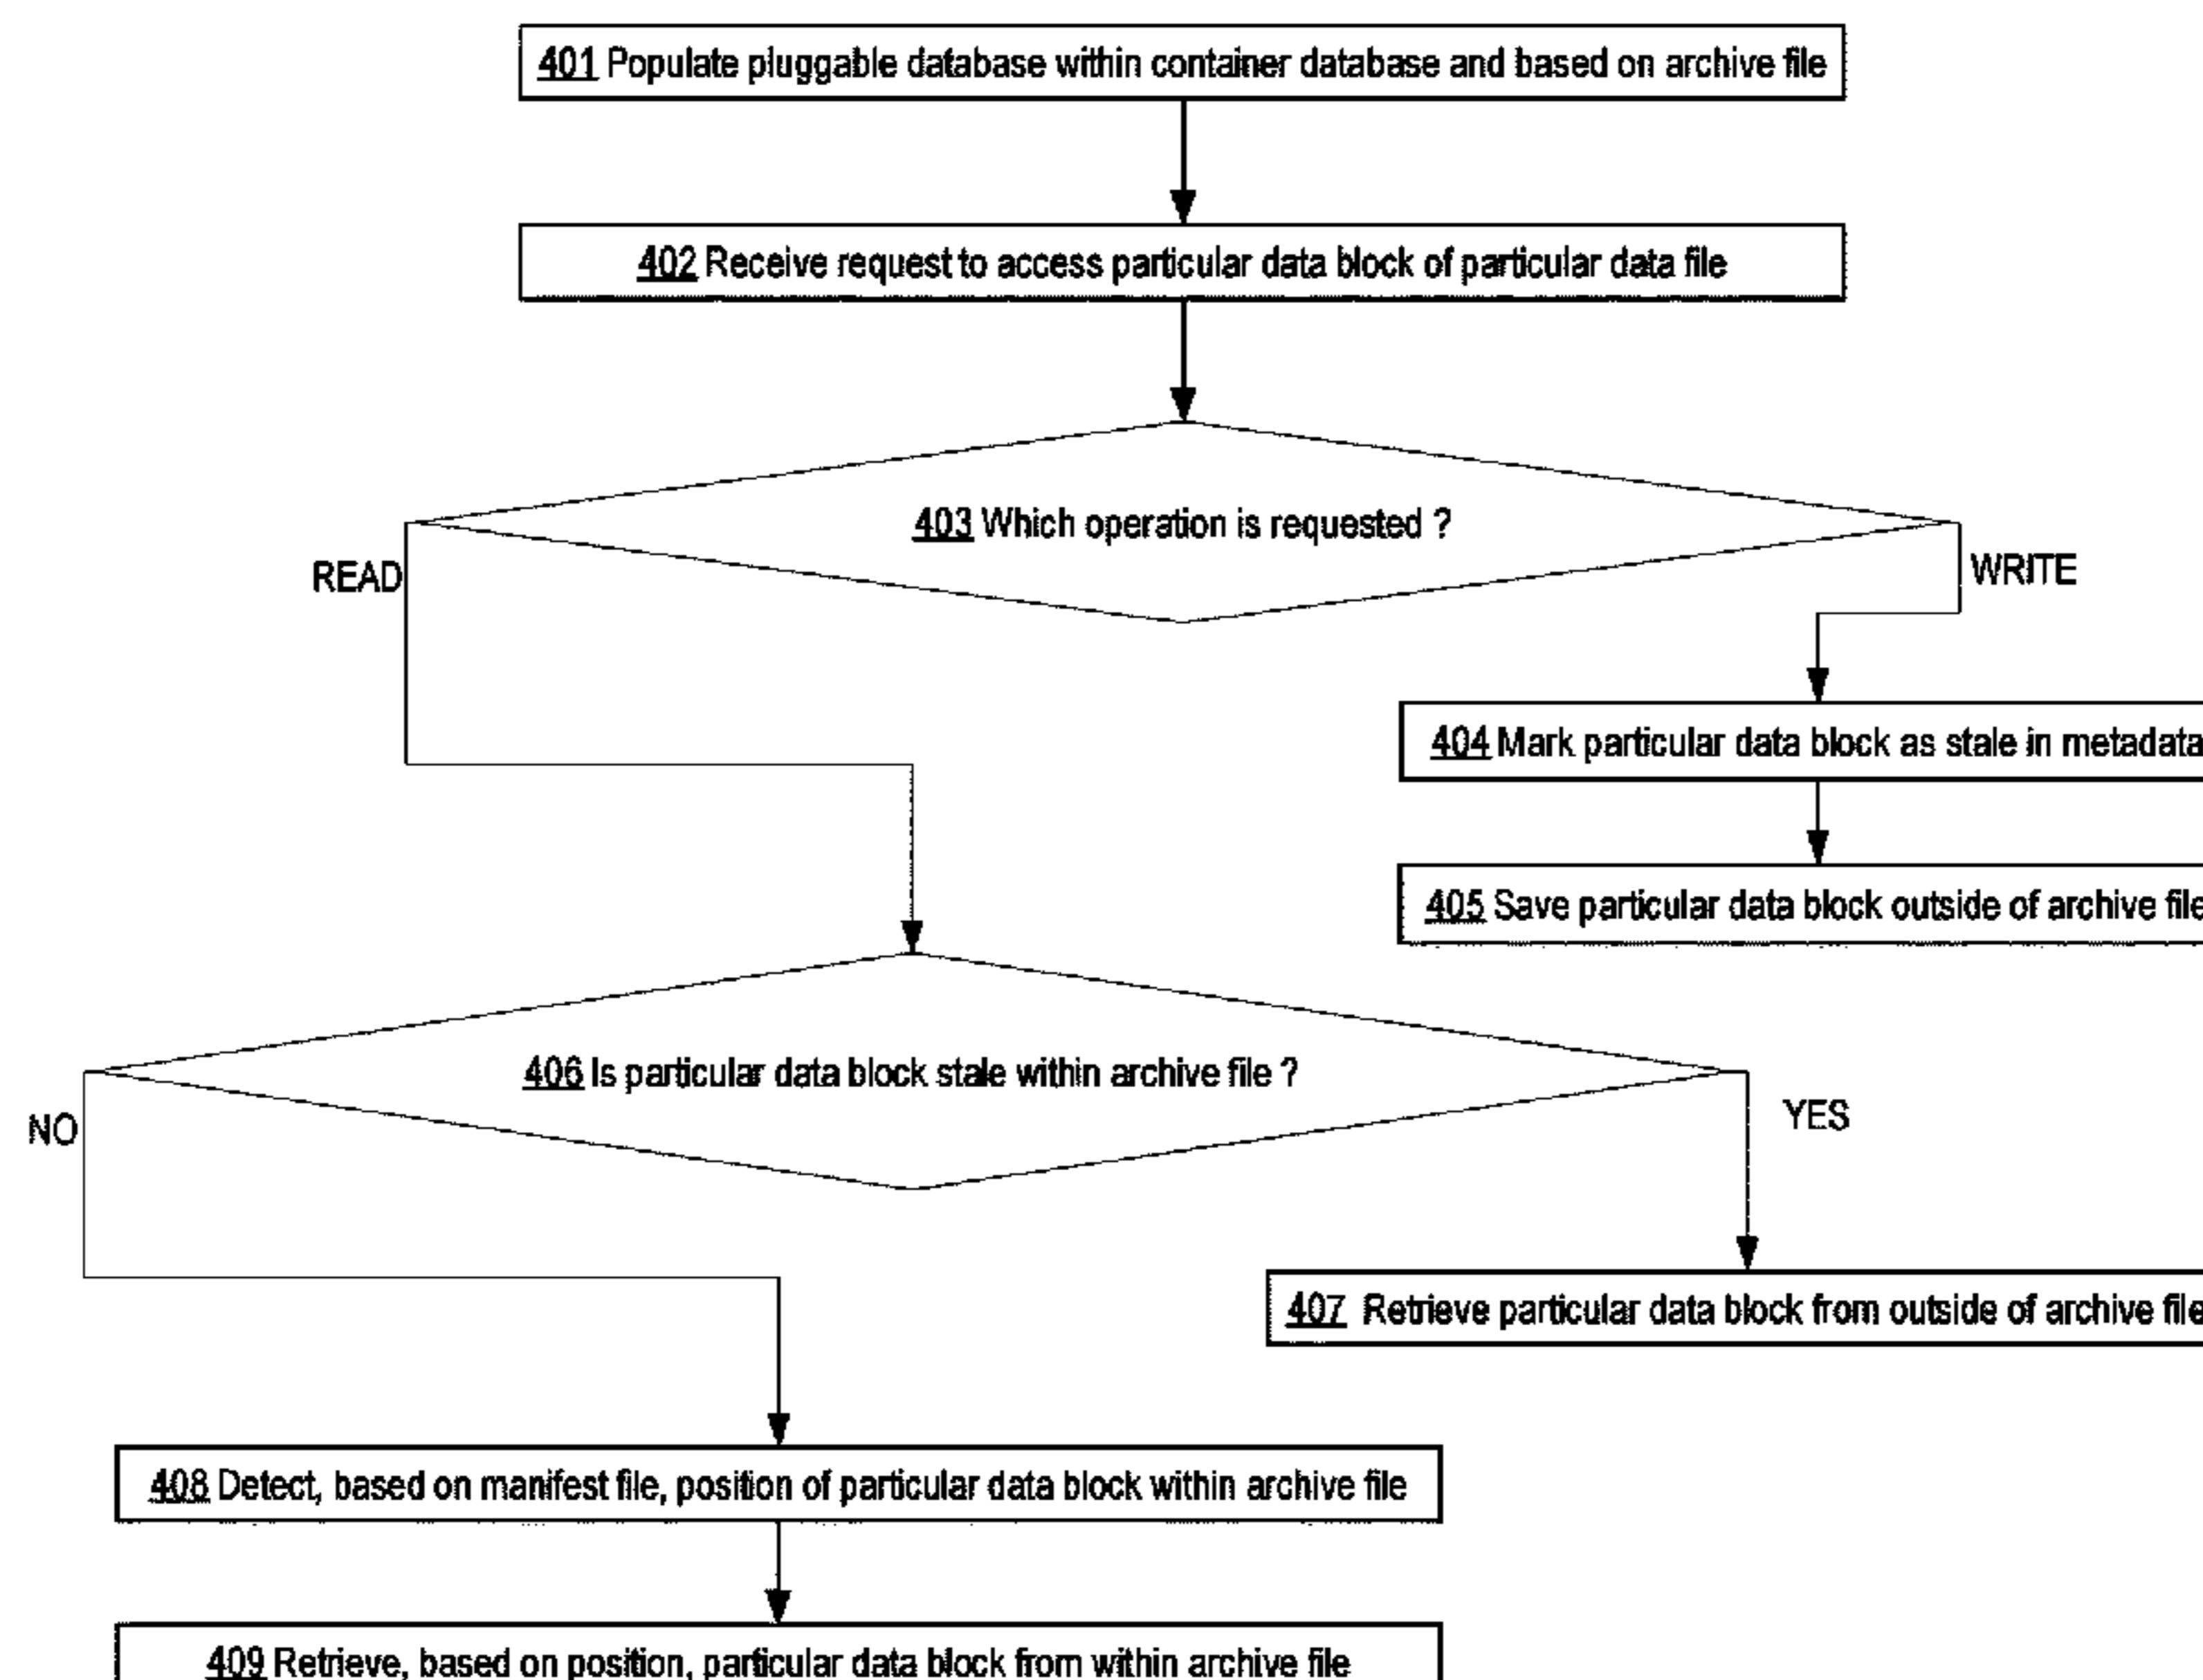 401 Populate pluggable database within container database and based on archive file
402 Receive request to access particular data block of particular data file
403 Which operation is requested ?
READ
WRITE
404 Mark particular data block as stale in metadata
405 Save particular data block outside of archive file
406 Is particular data block stale within archive file ?
NO
YES
407 Retrieve particular data block from outside of archive file
408 Detect, based on manifest file, position of particular data block within archive file
409 Retrieve, based on position, particular data block from within archive file